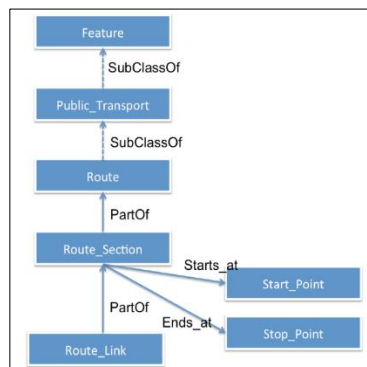 Feature
SubClassOf
Public_Transport
SubClassOf
Route
PartOf
Route_Section
Starts_at
Start_Point
PartOf
Ends_at
Stop_Point
Route_Link